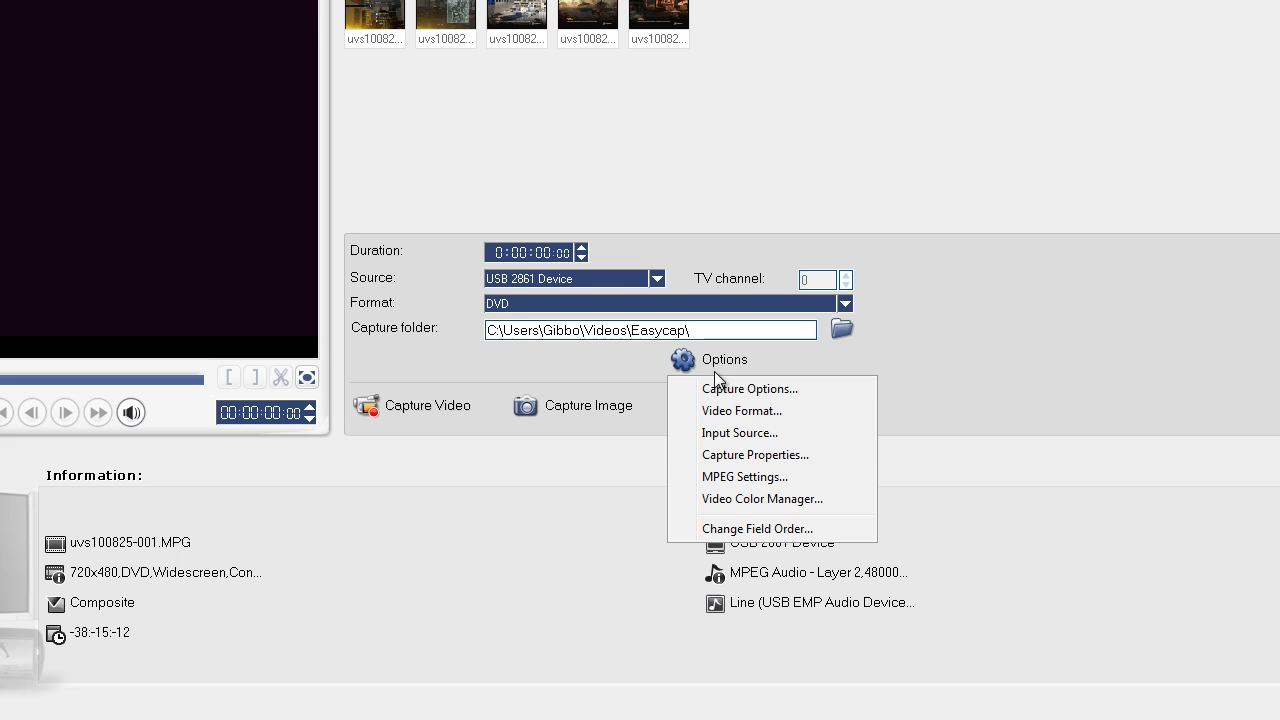 uvs10082... uvs10082... uvs10082... uvs10082... uvs10082...
Duration:
0:00:00:00
Source:
USB 2861 Device
TV channel:
0
Format:
DVD
Capture folder:
C:\Users\Gibbo\Videos\Easycap\
Options
Capture Options...
Video Format...
Input Source...
Capture Properties...
MPEG Settings...
Video Color Manager...
Change Field Order...
Capture Video
Capture Image
[ ]
00:00:00:00
Information:
uvs100825-001.MPG
USB 2861 Device
720x480,DVD,Widescreen,Con...
MPEG Audio - Layer 2,48000...
Composite
Line (USB EMP Audio Device...
-38:-15:-12